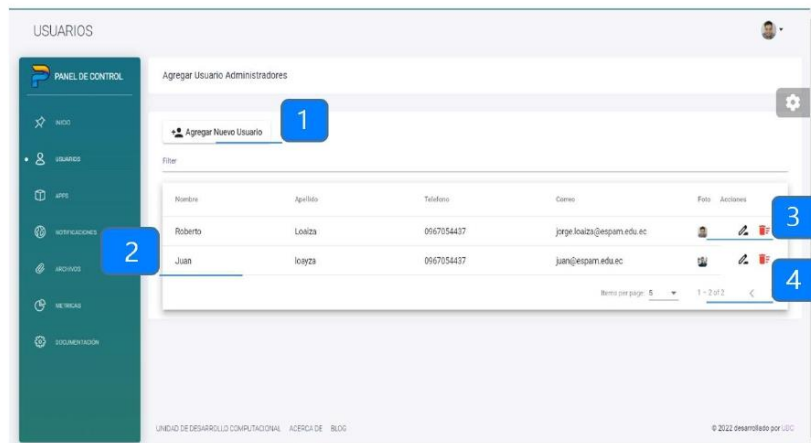 USUARIOS
PANEL DE CONTROL
Agregar Usuario Administradores
INICIO
Agregar Nuevo Usuario
1
USUARIOS
Filter
APPS
Nombre Apellido Telefono Correo Foto Acciones
NOTIFICACIONES
Roberto Loaiza 0967054437 jorge.loaiza@espam.edu.ec
3
2
Juan loayza 0967054437 juan@espam.edu.ec
ARCHIVOS
4
Items per page: 5 1 – 2 of 2
METRICAS
DOCUMENTACION
UNIDAD DE DESARROLLO COMPUTACIONAL ACERCA DE BLOG © 2022 desarrollado por UDC